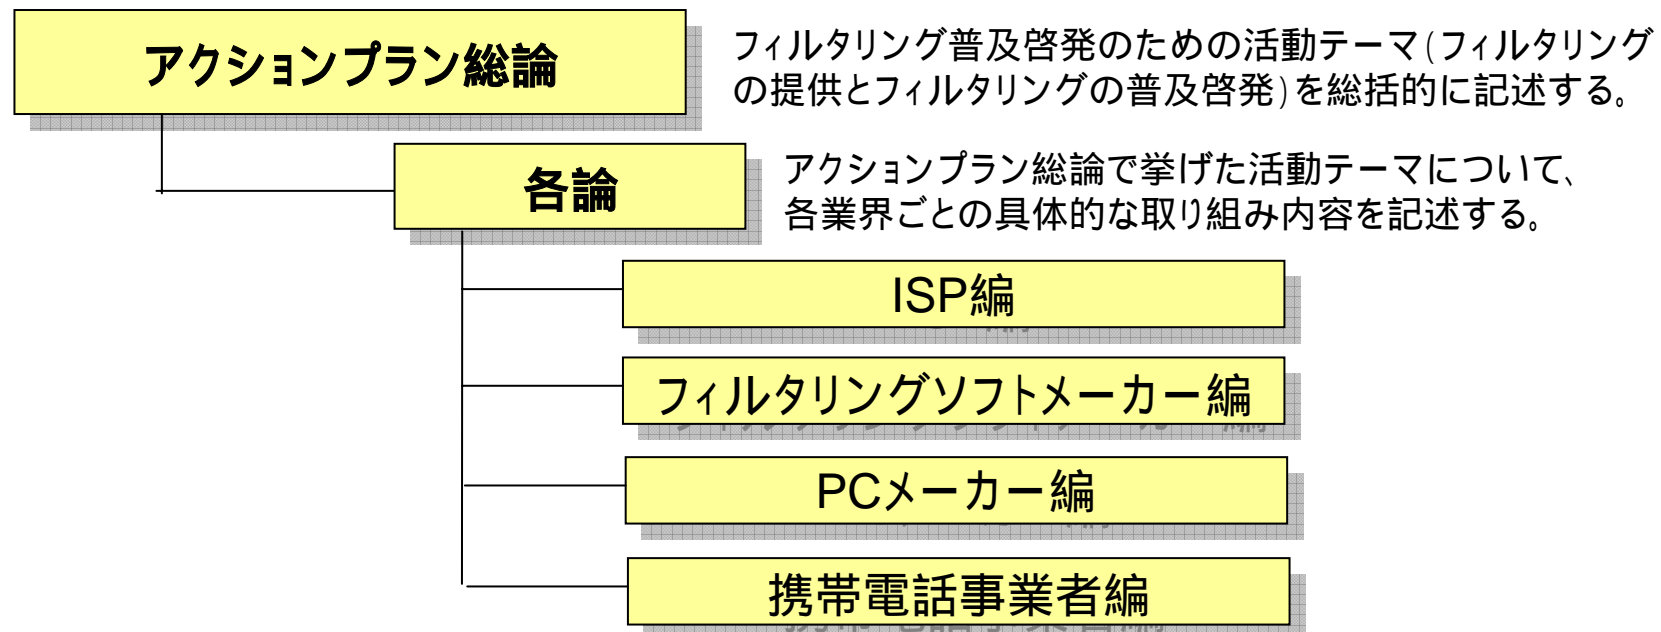 アクションプラン総論
フィルタリング普及啓発のための活動テーマ(フィルタリング
の提供とフィルタリングの普及啓発)を総括的に記述する。
各論
アクションプラン総論で挙げた活動テーマについて、
各業界ごとの具体的な取り組み内容を記述する。
ISP編
フィルタリングソフトメーカー編
PCメーカー編
携帯電話事業者編